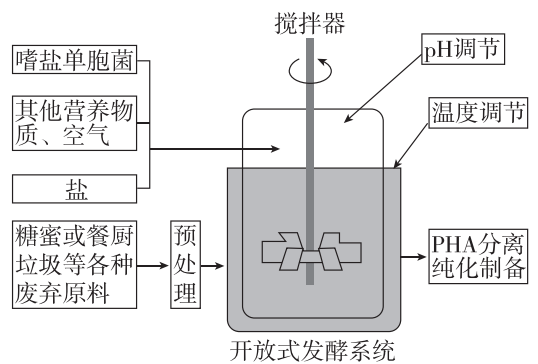 搅拌器
嗜盐单胞菌
pH调节
其他营养物
质、空气
温度调节
盐
糖蜜或餐厨
垃圾等各种
废弃原料
预
处
理
PHA分离
纯化制备
开放式发酵系统